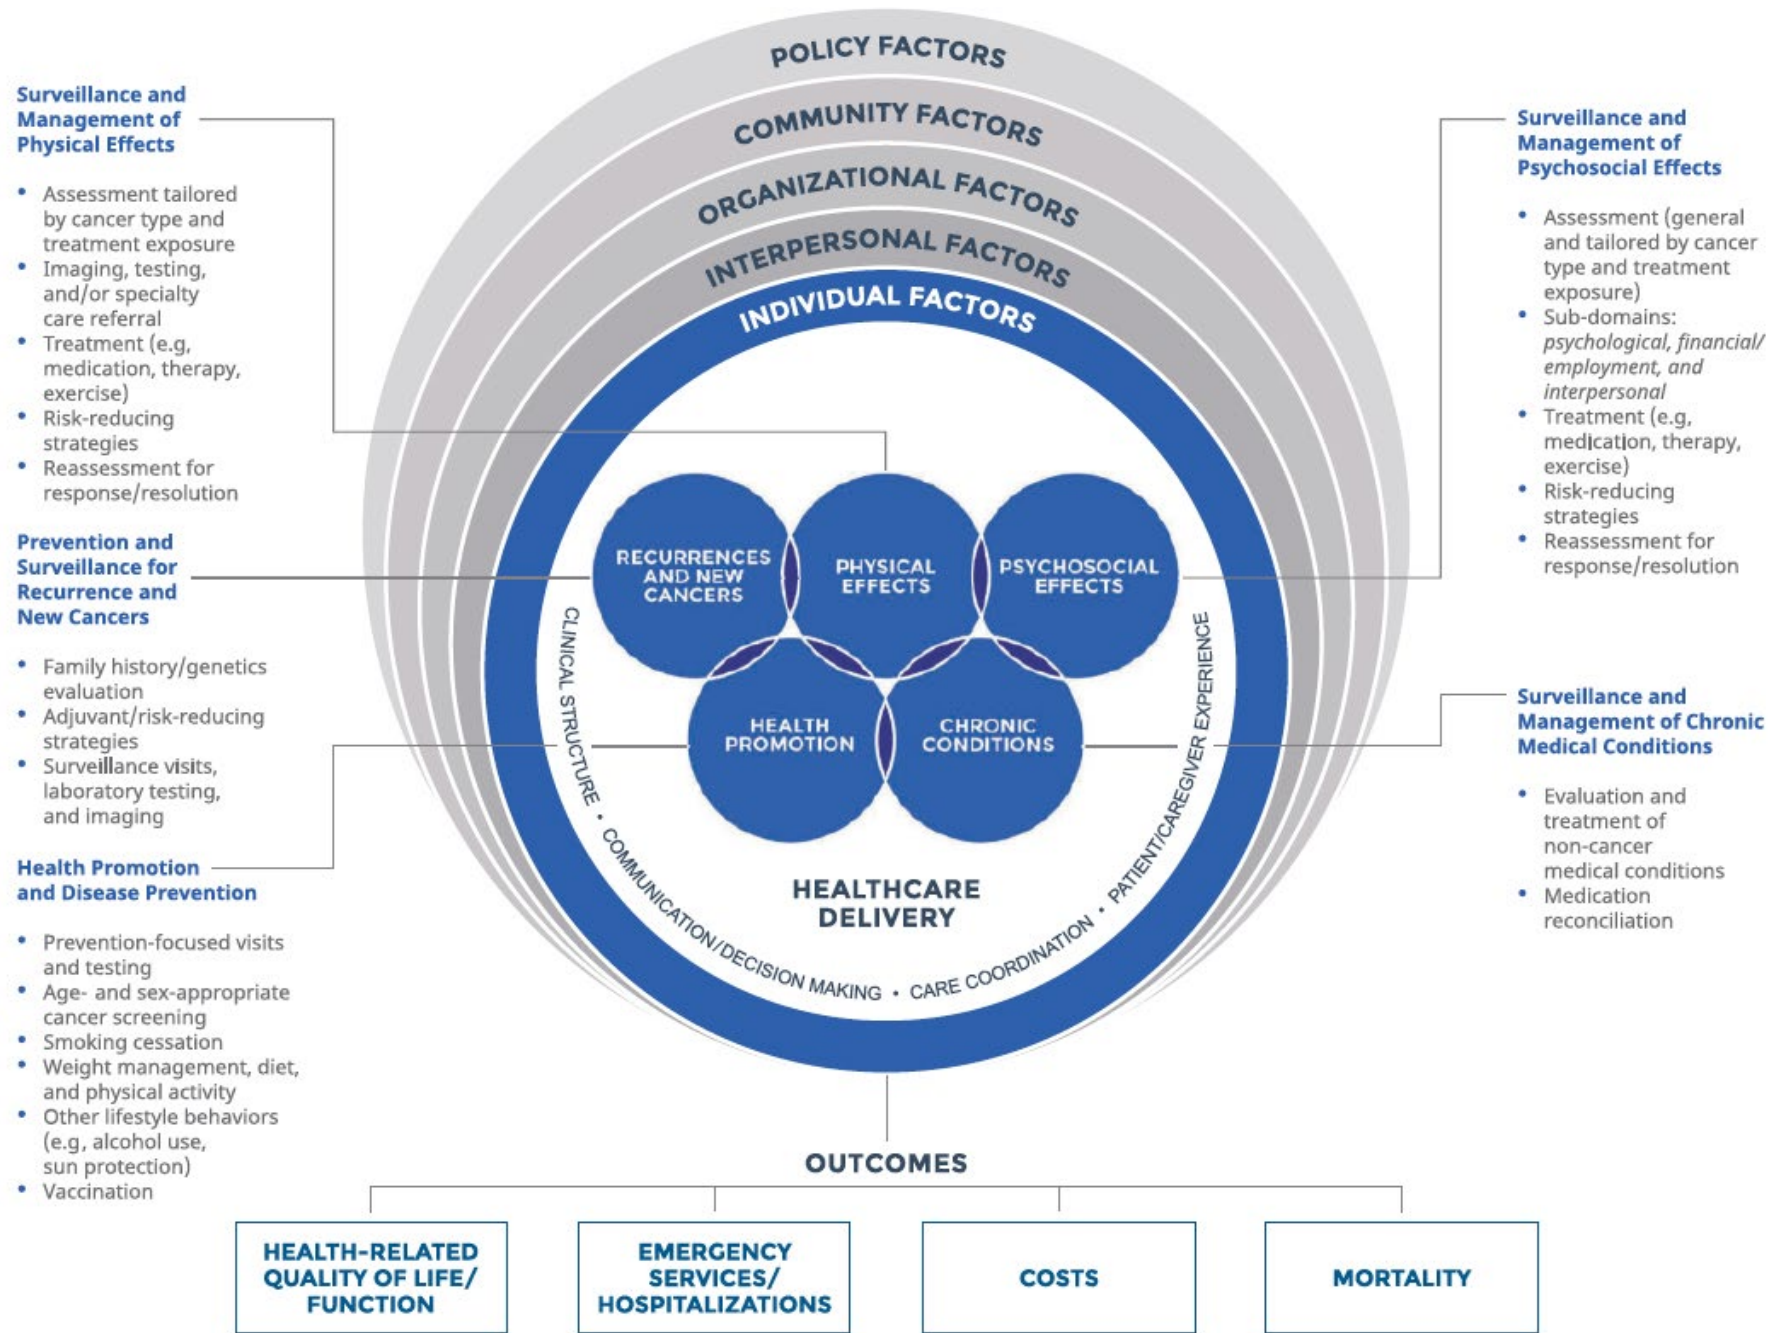 POLICY FACTORS
COMMUNITY FACTORS
ORGANIZATIONAL FACTORS
INTERPERSONAL FACTORS
INDIVIDUAL FACTORS
Surveillance and
Management of
Physical Effects
• Assessment tailored
by cancer type and
treatment exposure
• Imaging, testing,
and/or specialty
care referral
• Treatment (e.g,
medication, therapy,
exercise)
• Risk-reducing
strategies
• Reassessment for
response/resolution
Prevention and
Surveillance for
Recurrence and
New Cancers
• Family history/genetics
evaluation
• Adjuvant/risk-reducing
strategies
• Surveillance visits,
laboratory testing,
and imaging
Health Promotion
and Disease Prevention
• Prevention-focused visits
and testing
• Age- and sex-appropriate
cancer screening
• Smoking cessation
• Weight management, diet,
and physical activity
• Other lifestyle behaviors
(e.g, alcohol use,
sun protection)
• Vaccination
RECURRENCES
AND NEW
CANCERS
PHYSICAL
EFFECTS
PSYCHOSOCIAL
EFFECTS
HEALTH
PROMOTION
CHRONIC
CONDITIONS
HEALTHCARE
DELIVERY
CLINICAL STRUCTURE • COMMUNICATION/DECISION MAKING • CARE COORDINATION • PATIENT/CAREGIVER EXPERIENCE
Surveillance and
Management of
Psychosocial Effects
• Assessment (general
and tailored by cancer
type and treatment
exposure)
• Sub-domains:
psychological, financial/
employment, and
interpersonal
• Treatment (e.g,
medication, therapy,
exercise)
• Risk-reducing
strategies
• Reassessment for
response/resolution
Surveillance and
Management of Chronic
Medical Conditions
• Evaluation and
treatment of
non-cancer
medical conditions
• Medication
reconciliation
OUTCOMES
HEALTH-RELATED
QUALITY OF LIFE/
FUNCTION
EMERGENCY
SERVICES/
HOSPITALIZATIONS
COSTS
MORTALITY